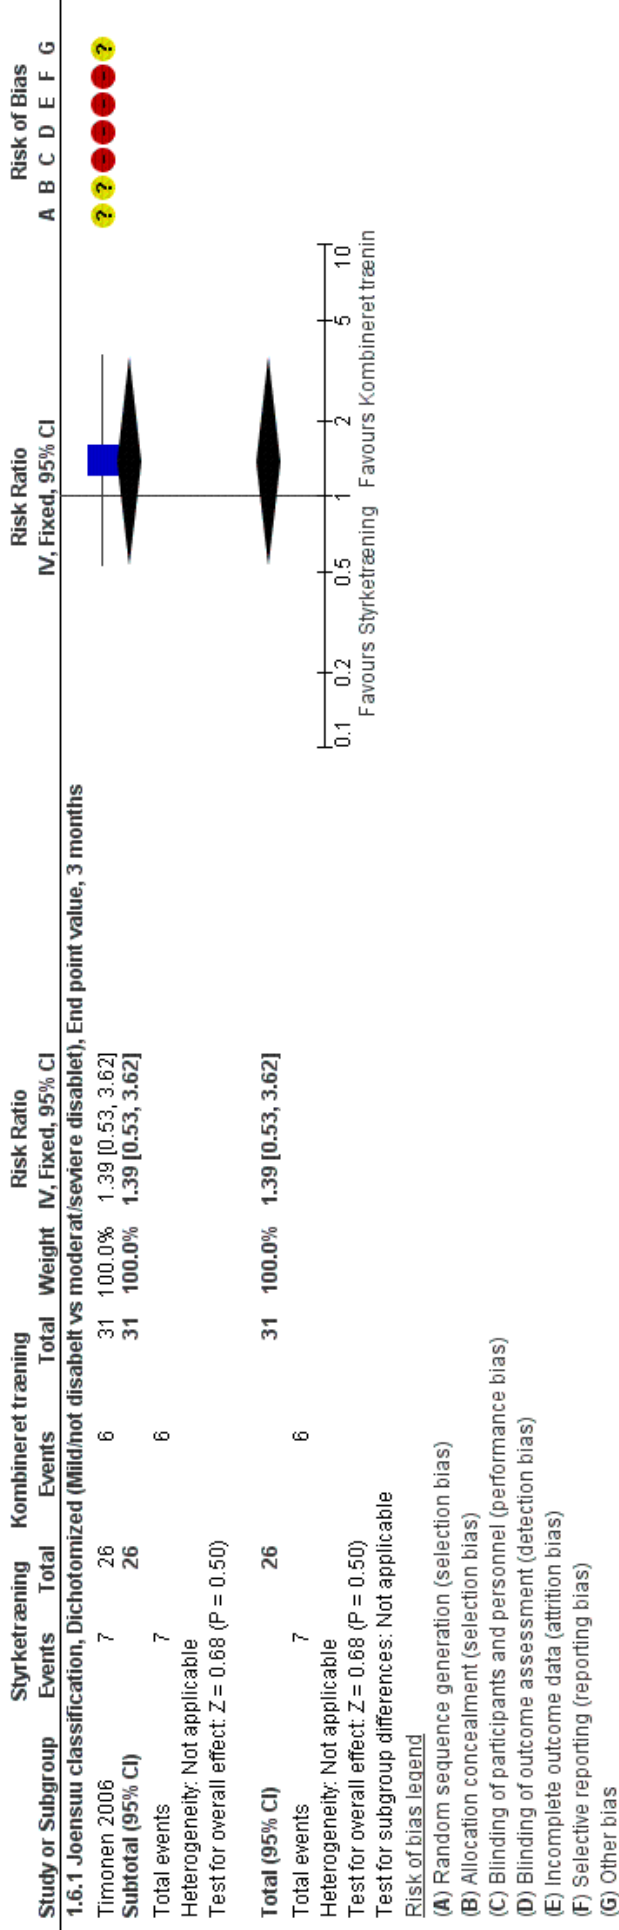 Styrketræning Kombineret træning Risk Ratio Risk Ratio Risk of Bias
Study or Subgroup Events Total Events Total Weight IV, Fixed, 95% CI IV, Fixed, 95% CI A B C D E F G
1.6.1 Joensuu classification, Dichotomized (Mild/not disabelt vs moderat/seviere disablet), End point value, 3 months
Timonen 2006 7 26 6 31 100.0% 1.39 [0.53, 3.62] ? ? - - - - ?
Subtotal (95% CI) 26 31 100.0% 1.39 [0.53, 3.62]
Total events 7 6
Heterogeneity: Not applicable
Test for overall effect: Z = 0.68 (P = 0.50)
Total (95% CI) 26 31 100.0% 1.39 [0.53, 3.62]
Total events 7 6
Heterogeneity: Not applicable
Test for overall effect: Z = 0.68 (P = 0.50)
Test for subgroup differences: Not applicable
0.1 0.2 0.5 1 2 5 10
Favours Styrketræning Favours Kombineret trænin
Risk of bias legend
(A) Random sequence generation (selection bias)
(B) Allocation concealment (selection bias)
(C) Blinding of participants and personnel (performance bias)
(D) Blinding of outcome assessment (detection bias)
(E) Incomplete outcome data (attrition bias)
(F) Selective reporting (reporting bias)
(G) Other bias